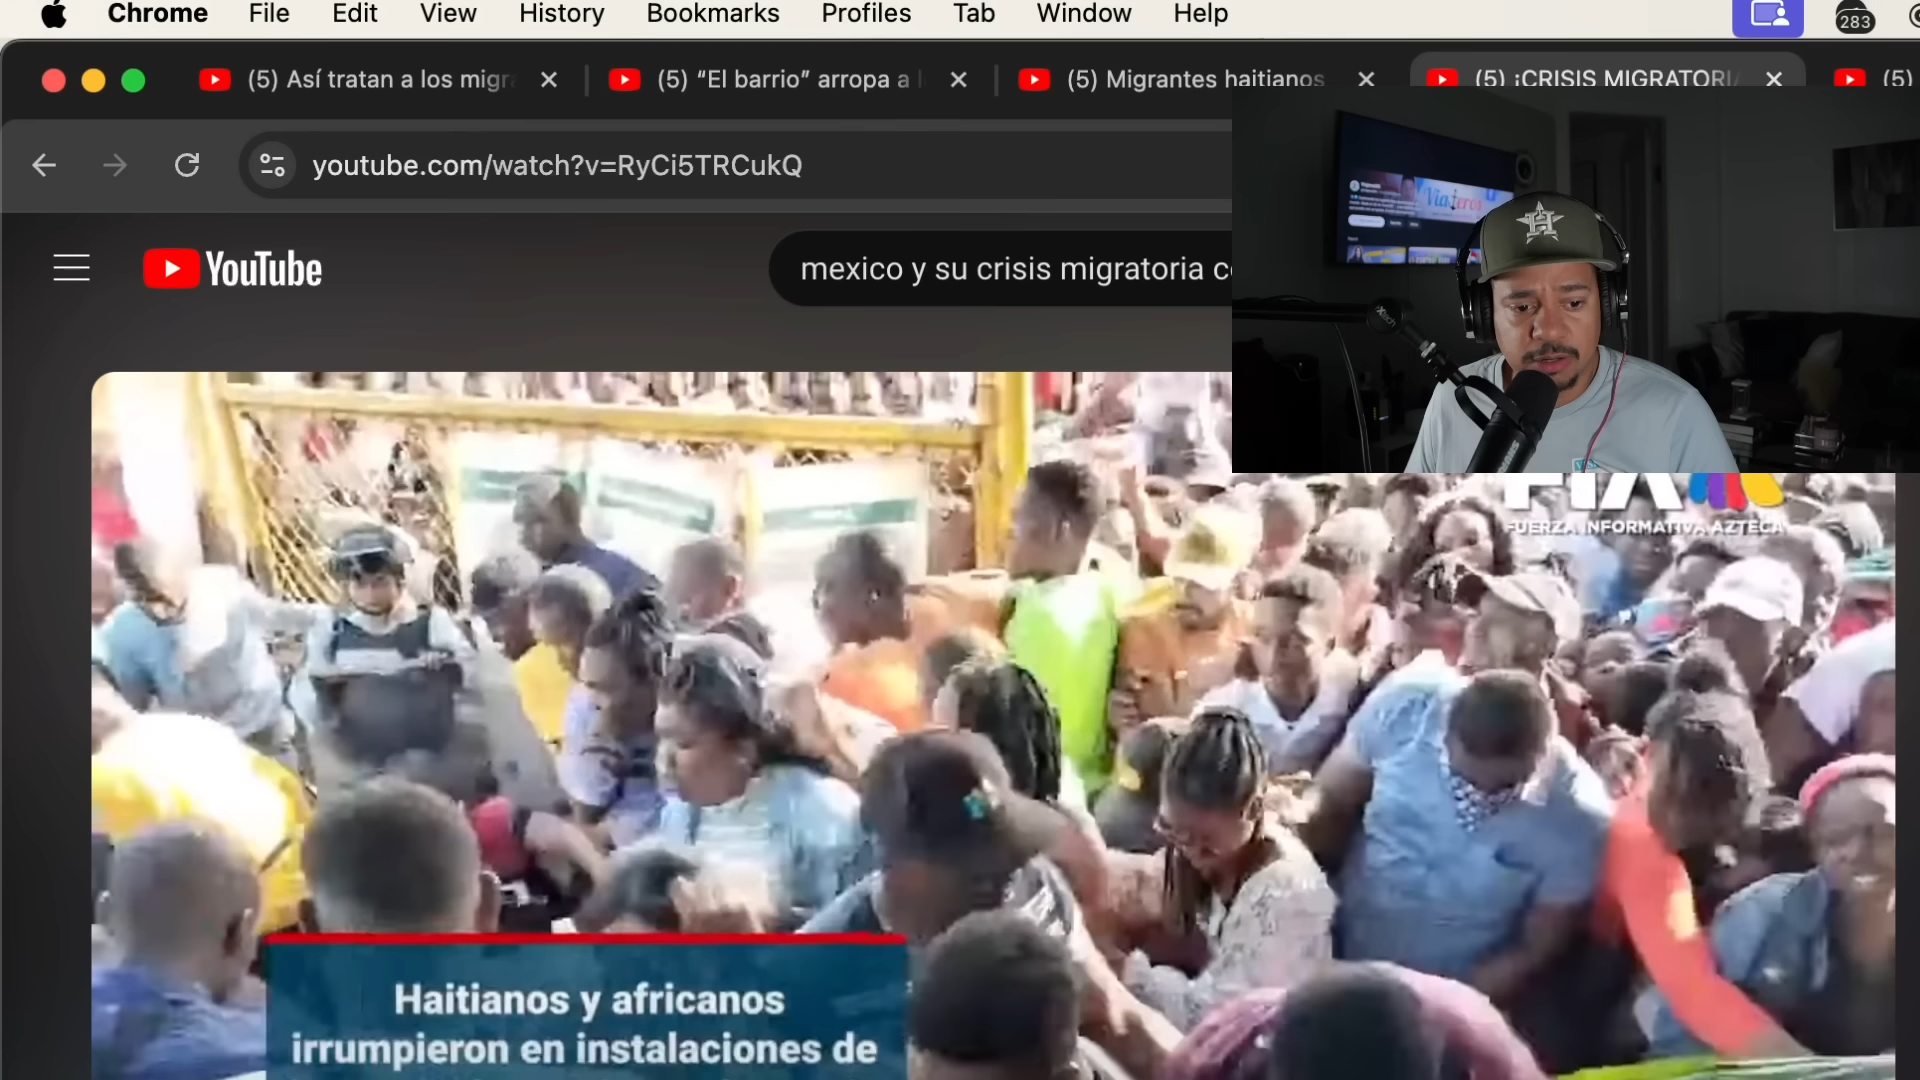 Chrome File Edit View History Bookmarks Profiles Tab Window Help
283
(5) Así tratan a los migr
(5) “El barrio” arropa a l
(5) Migrantes haitianos
(5) ¡CRISIS MIGRATORI
(5)
youtube.com/watch?v=RyCi5TRCukQ
YouTube
mexico y su crisis migratoria c
Viajeros
FIA
FUERZA INFORMATIVA AZTECA
Haitianos y africanos
irrumpieron en instalaciones de